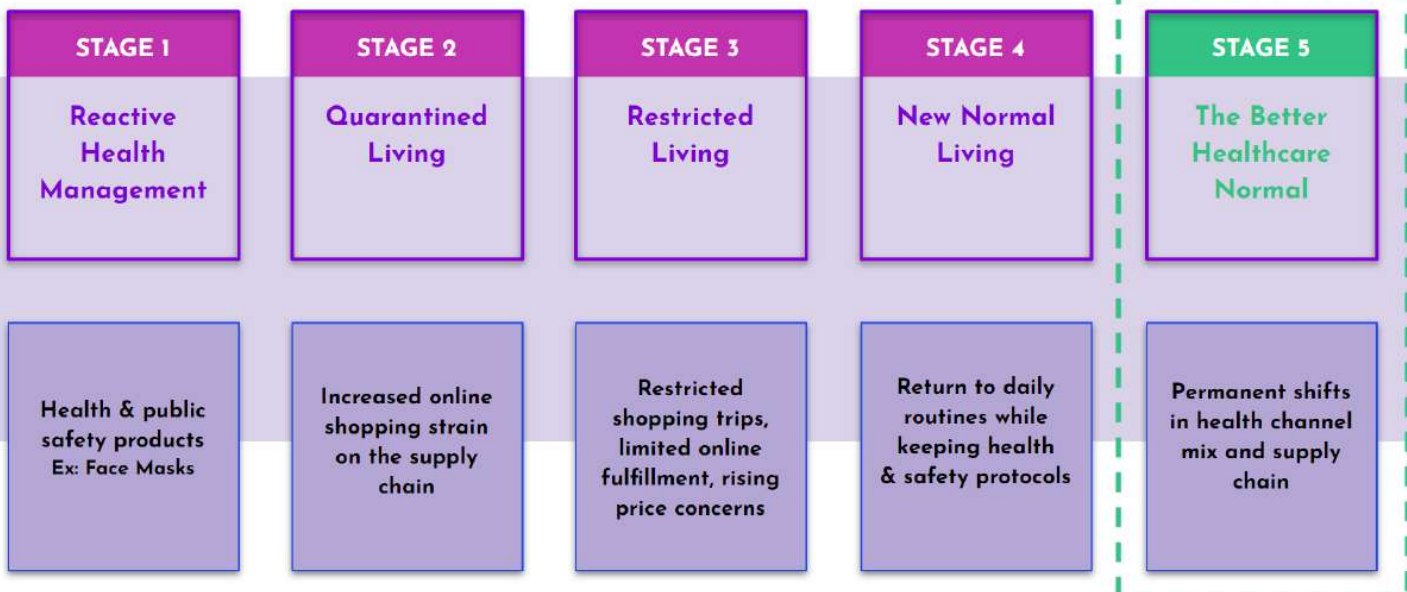 STAGE 1
Reactive
Health
Management
Health & public
safety products
Ex: Face Masks
STAGE 2
Quarantined
Living
Increased online
shopping strain
on the supply
chain
STAGE 3
Restricted
Living
Restricted
shopping trips,
limited online
fulfillment, rising
price concerns
STAGE 4
New Normal
Living
Return to daily
routines while
keeping health
& safety protocols
STAGE 5
The Better
Healthcare
Normal
Permanent shifts
in health channel
mix and supply
chain